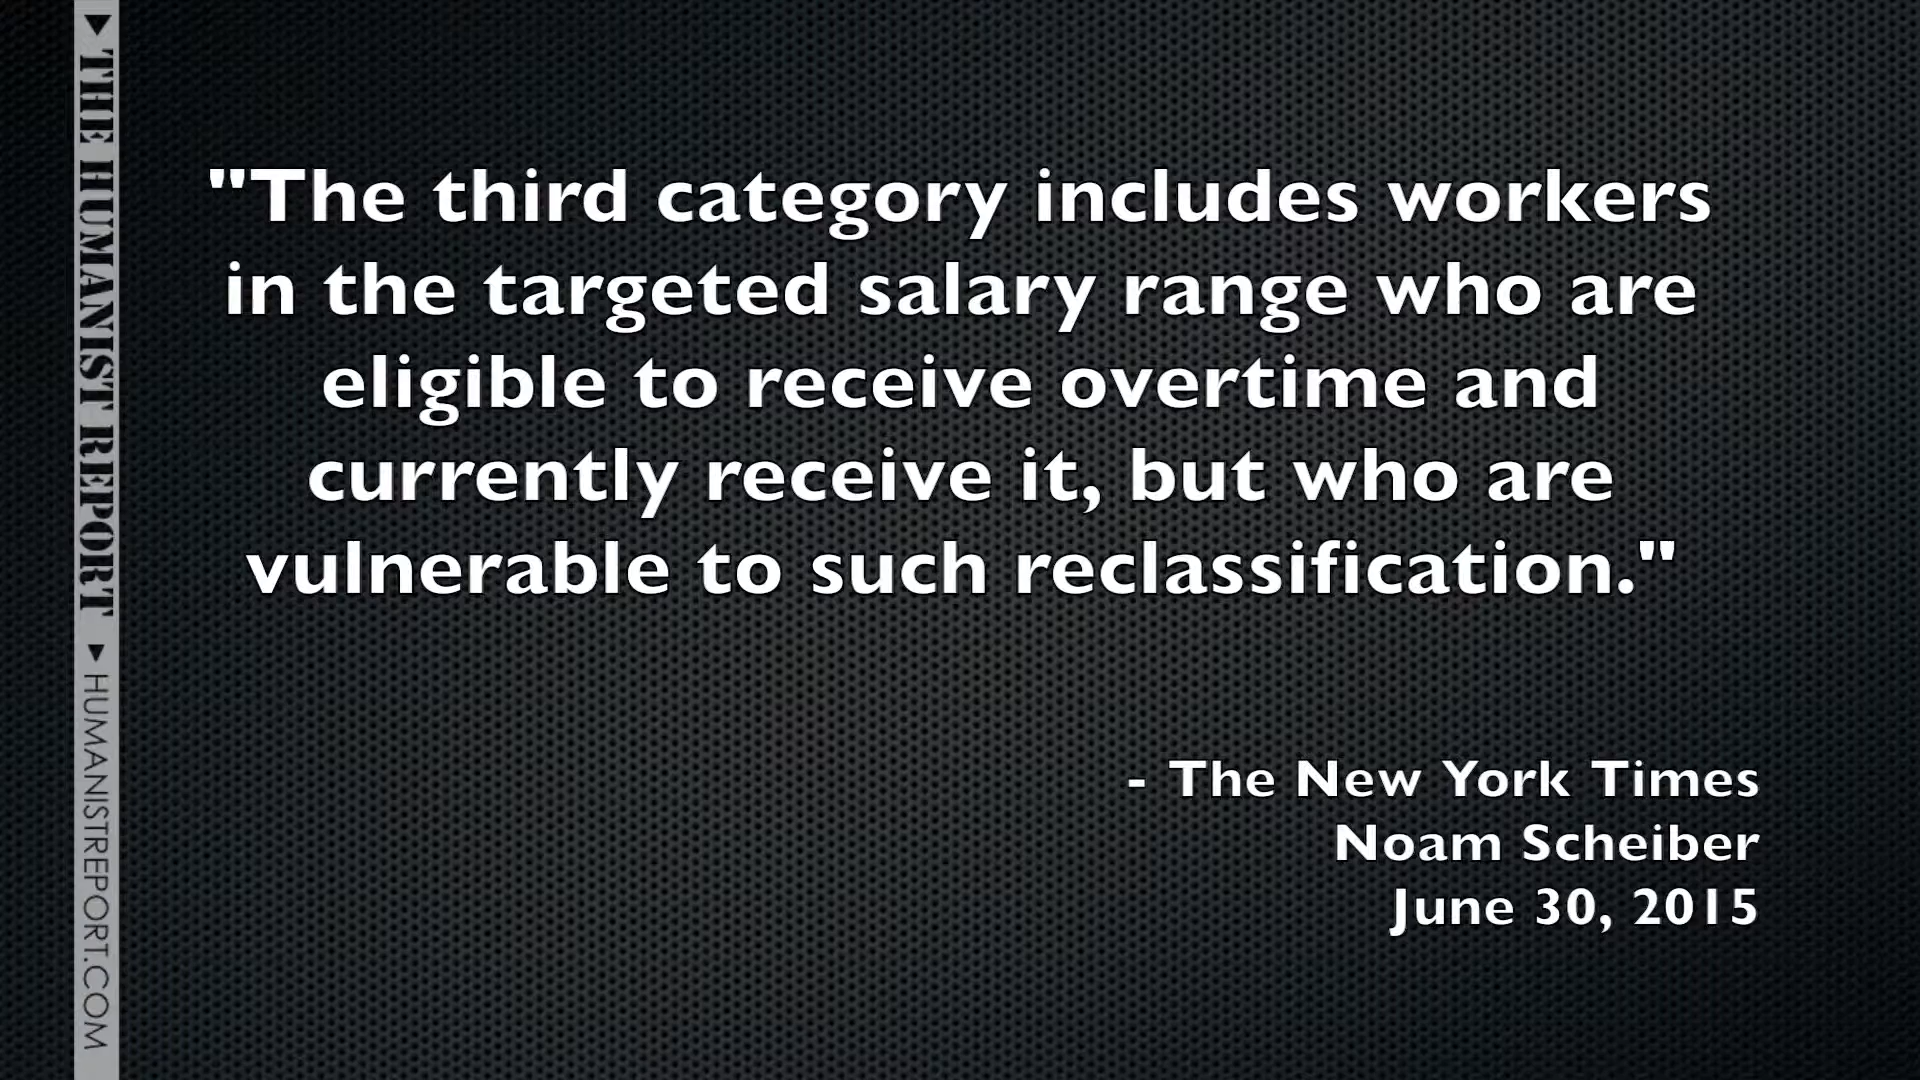 ▶ THE HUMANIST REPORT ▶ HUMANISTREPORT.COM
"The third category includes workers
in the targeted salary range who are
eligible to receive overtime and
currently receive it, but who are
vulnerable to such reclassification."
- The New York Times
Noam Scheiber
June 30, 2015